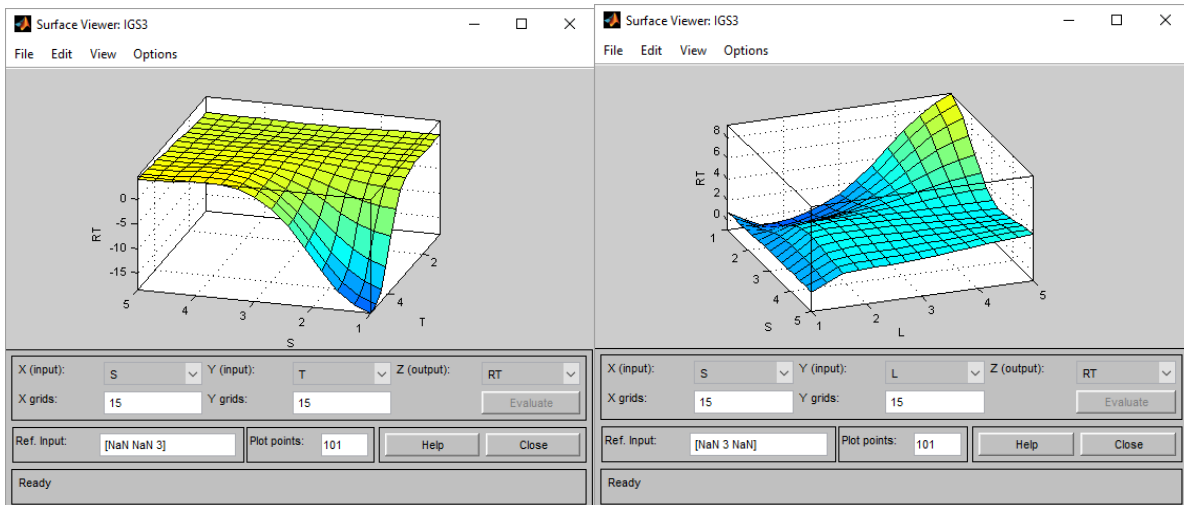 Surface Viewer: IGS3
File Edit View Options
0
-5
-10
-15
RT
5
4
3
2
1
S
2
4
T
X (input):
S
Y (input):
T
Z (output):
RT
X grids:
15
Y grids:
15
Evaluate
Ref. Input:
[NaN NaN 3]
Plot points:
101
Help
Close
Ready
Surface Viewer: IGS3
File Edit View Options
8
6
4
2
0
RT
1
2
3
4
5
S
1
2
3
4
5
L
X (input):
S
Y (input):
L
Z (output):
RT
X grids:
15
Y grids:
15
Evaluate
Ref. Input:
[NaN 3 NaN]
Plot points:
101
Help
Close
Ready